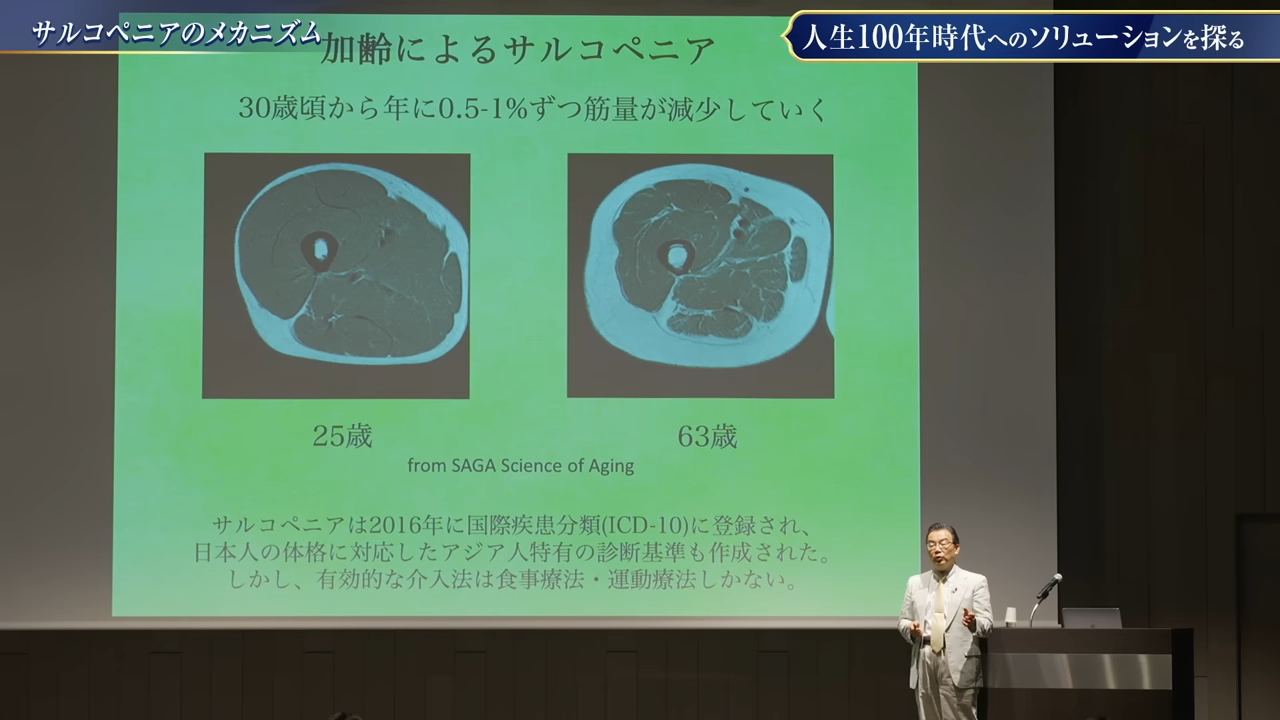 サルコペニアのメカニズム
人生100年時代へのソリューションを探る
加齢によるサルコペニア
30歳頃から年に0.5-1%ずつ筋量が減少していく
25歳
63歳
from SAGA Science of Aging
サルコペニアは2016年に国際疾患分類(ICD-10)に登録され、
日本人の体格に対応したアジア人特有の診断基準も作成された。
しかし、有効的な介入法は食事療法・運動療法しかない。